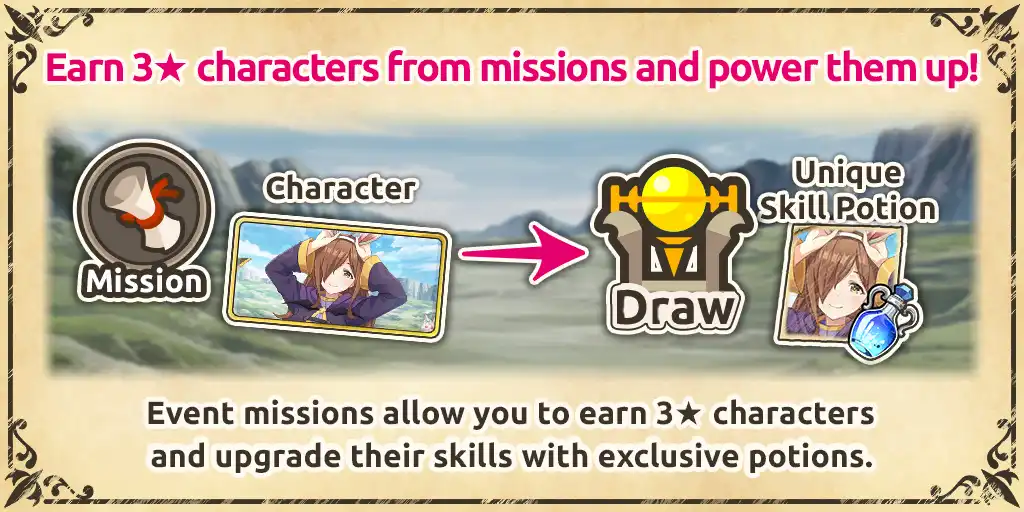 Earn 3★ characters from missions and power them up!
Mission
Character
Draw
Unique
Skill Potion
Event missions allow you to earn 3★ characters
and upgrade their skills with exclusive potions.